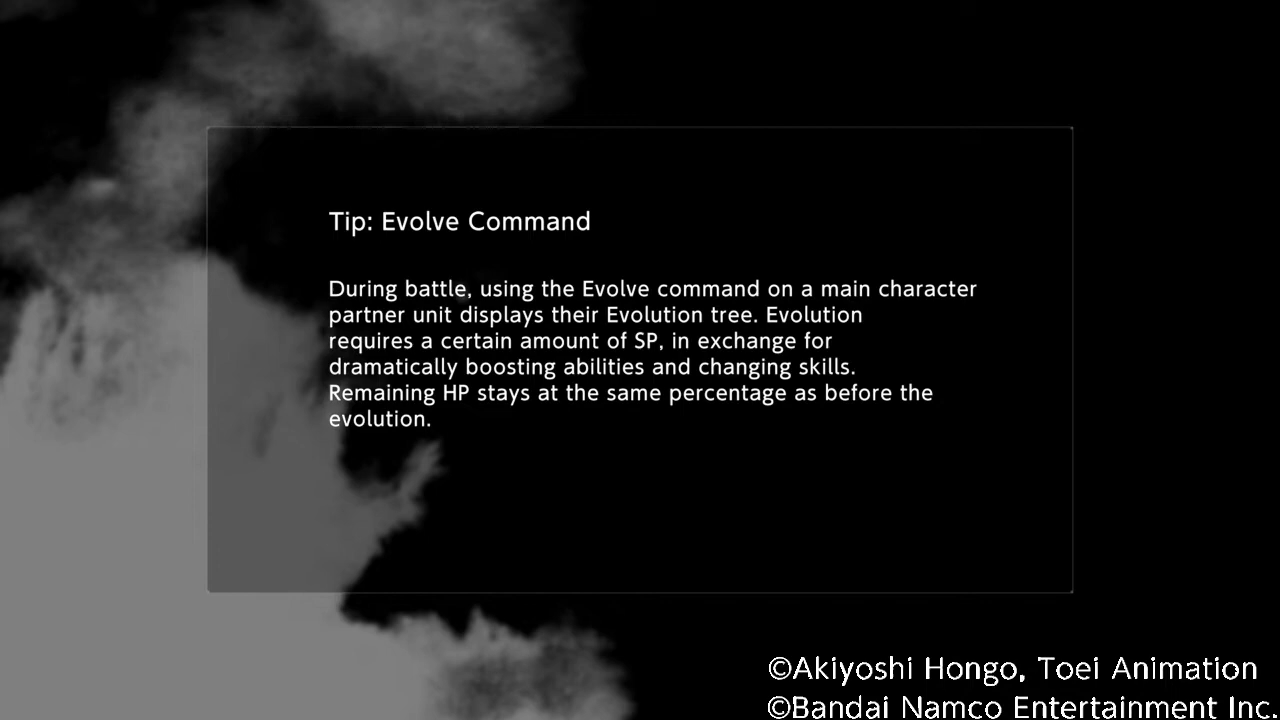 Tip: Evolve Command
During battle, using the Evolve command on a main character
partner unit displays their Evolution tree. Evolution
requires a certain amount of SP, in exchange for
dramatically boosting abilities and changing skills.
Remaining HP stays at the same percentage as before the
evolution.
©Akiyoshi Hongo, Toei Animation
©Bandai Namco Entertainment Inc.